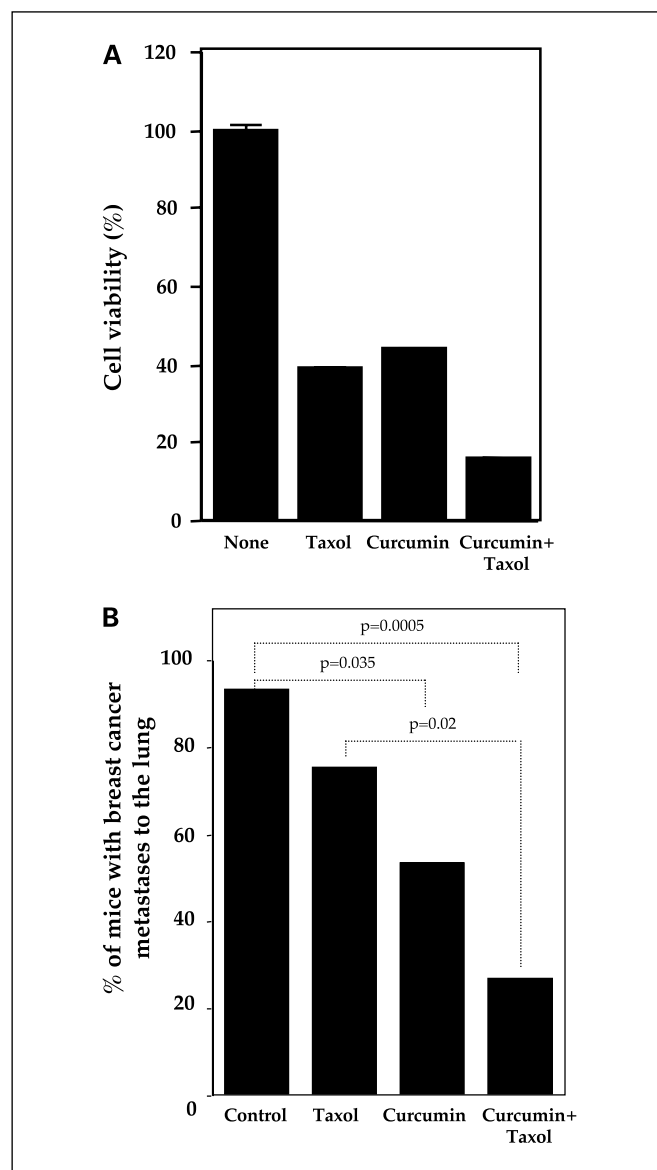 A
120
100
80
60
40
20
0
Cell viability (%)
None Taxol Curcumin Curcumin+
Taxol
B
p=0.0005
p=0.035
p=0.02
100
80
60
40
20
0
% of mice with breast cancer
metastases to the lung
Control Taxol Curcumin Curcumin+
Taxol